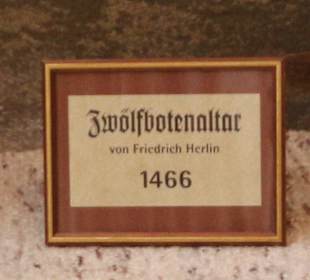 Zwölfbotenaltar
von Friedrich Herlin
1466